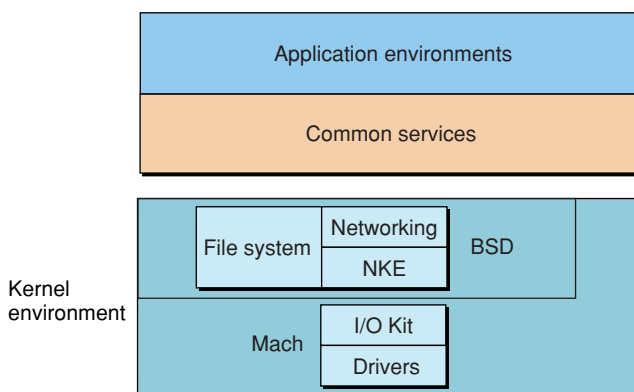 Application environments
Common services
File system
Networking
NKE
BSD
Kernel
environment
Mach
I/O Kit
Drivers